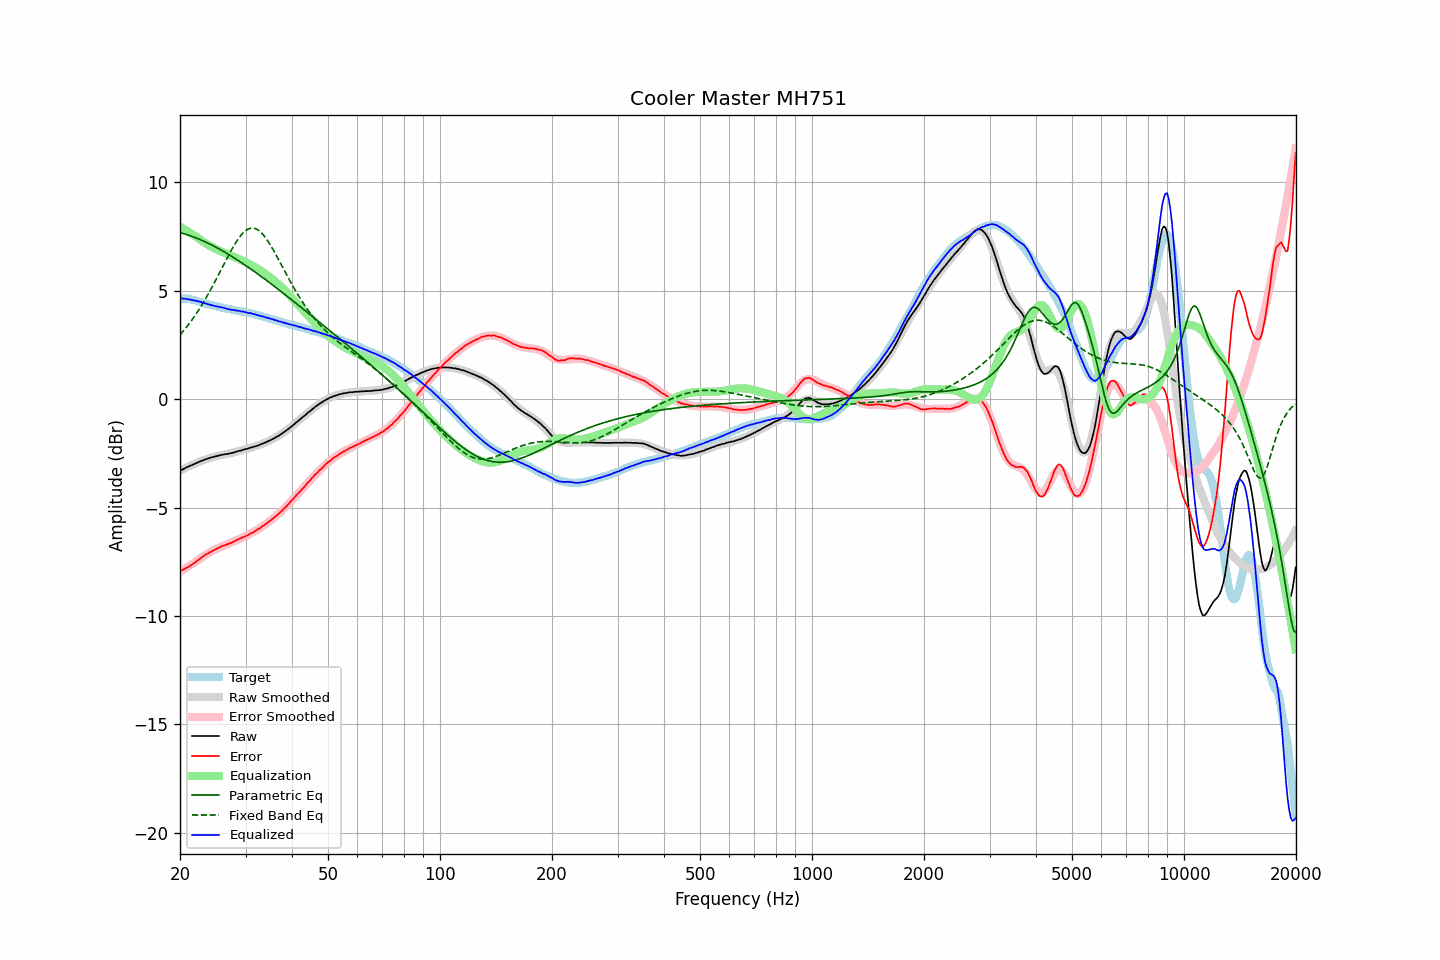 Cooler Master MH751
10
5
0
−5
−10
−15
−20
Amplitude (dBr)
Target
Raw Smoothed
Error Smoothed
Raw
Error
Equalization
Parametric Eq
Fixed Band Eq
Equalized
20 50 100 200 500 1000 2000 5000 10000 20000
Frequency (Hz)